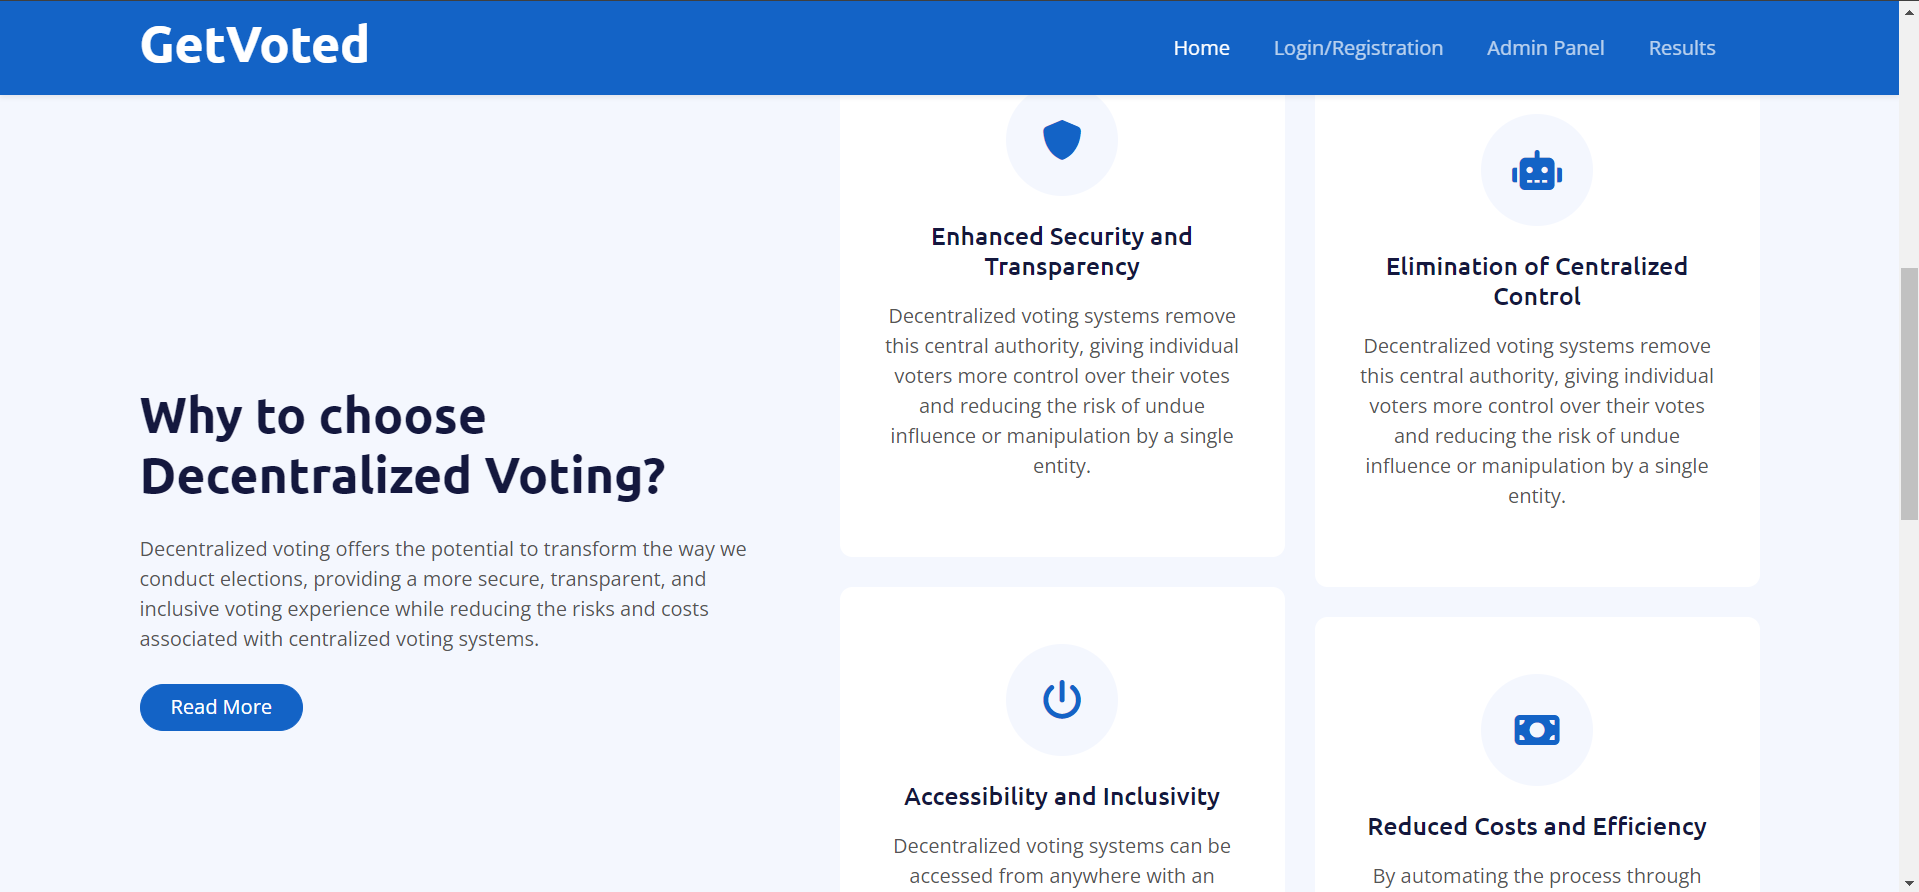 GetVoted
Home Login/Registration Admin Panel Results
Why to choose
Decentralized Voting?
Decentralized voting offers the potential to transform the way we
conduct elections, providing a more secure, transparent, and
inclusive voting experience while reducing the risks and costs
associated with centralized voting systems.
Read More
Enhanced Security and
Transparency
Decentralized voting systems remove
this central authority, giving individual
voters more control over their votes
and reducing the risk of undue
influence or manipulation by a single
entity.
Elimination of Centralized
Control
Decentralized voting systems remove
this central authority, giving individual
voters more control over their votes
and reducing the risk of undue
influence or manipulation by a single
entity.
Accessibility and Inclusivity
Decentralized voting systems can be
accessed from anywhere with an
Reduced Costs and Efficiency
By automating the process through